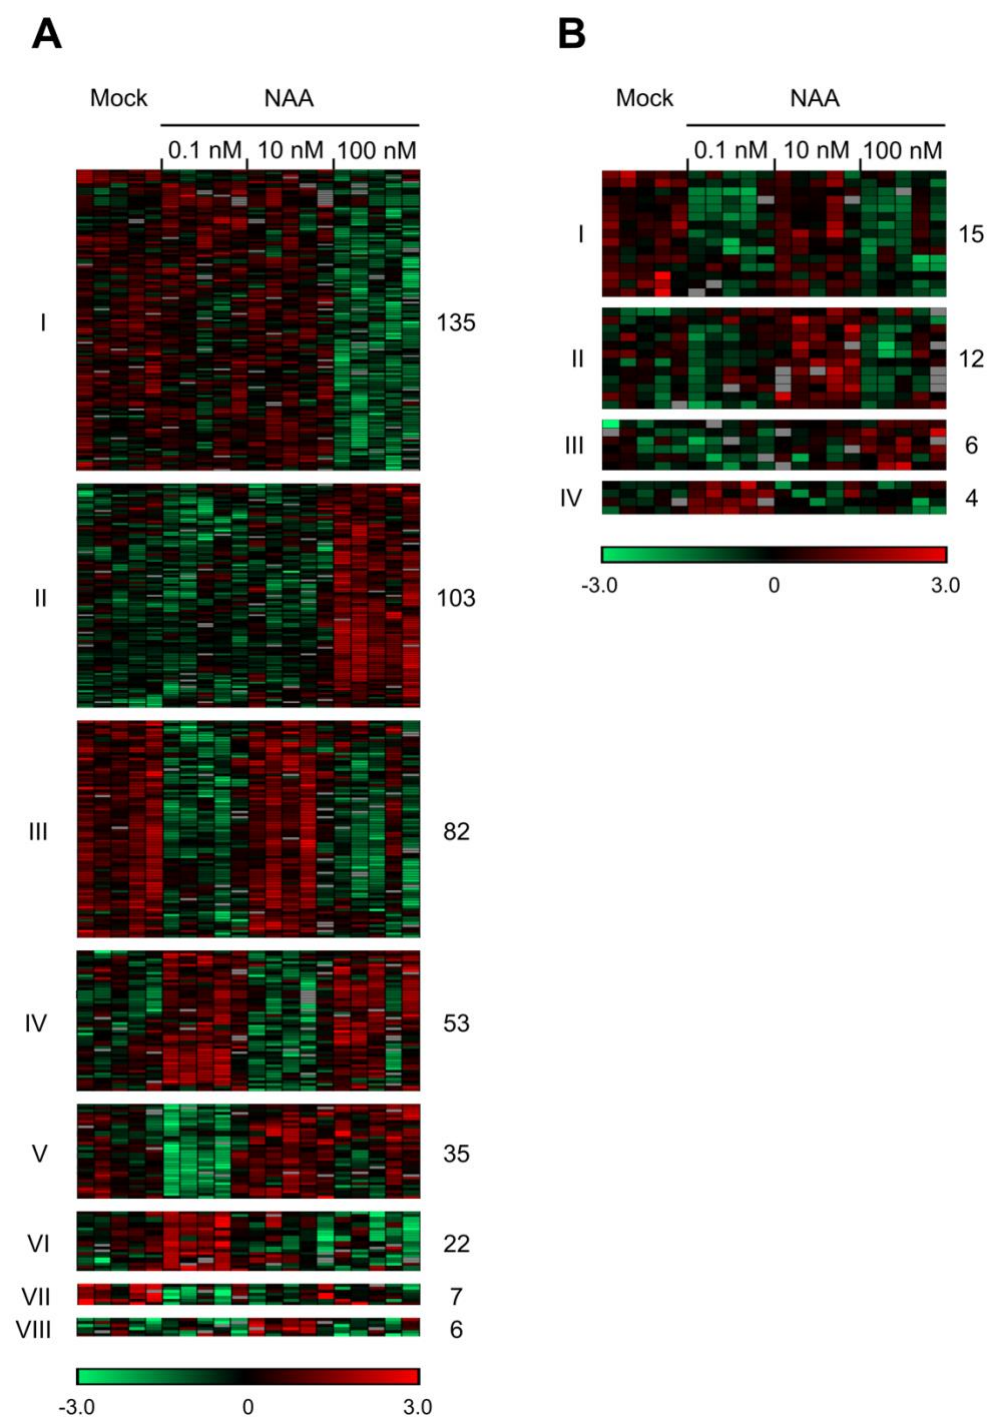 A
Mock NAA
0.1 nM 10 nM 100 nM
I 135
II 103
III 82
IV 53
V 35
VI 22
VII 7
VIII 6
-3.0 0 3.0
B
Mock NAA
0.1 nM 10 nM 100 nM
I 15
II 12
III 6
IV 4
-3.0 0 3.0